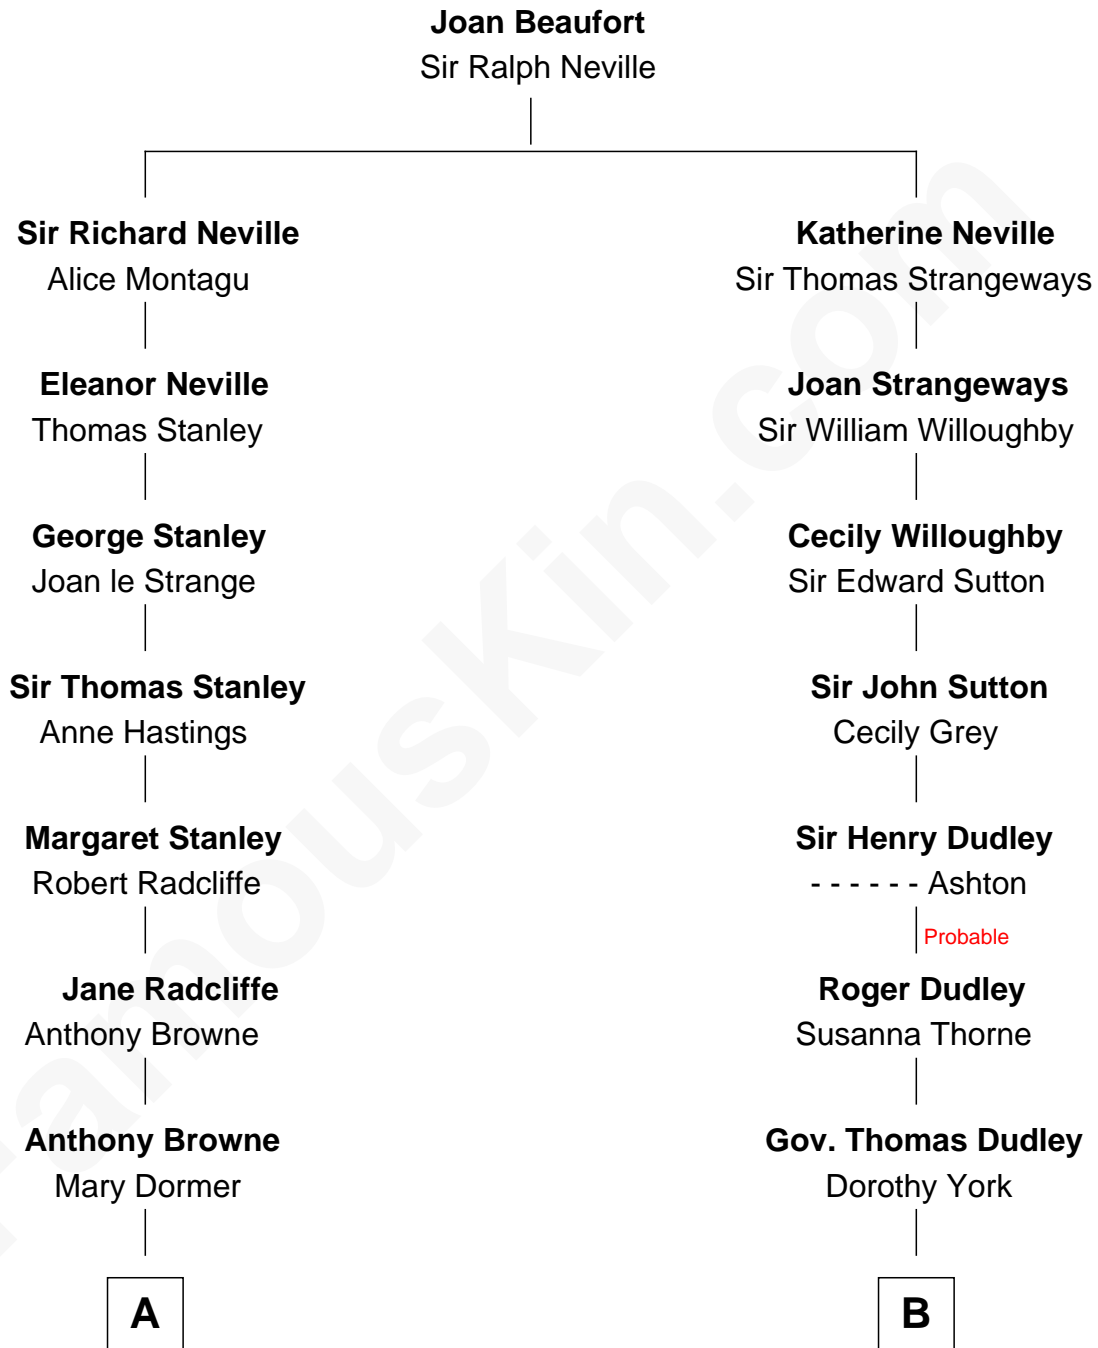 Joan Beaufort
Sir Ralph Neville
Sir Richard Neville
Alice Montagu
Eleanor Neville
Thomas Stanley
George Stanley
Joan le Strange
Sir Thomas Stanley
Anne Hastings
Margaret Stanley
Robert Radcliffe
Jane Radcliffe
Anthony Browne
Anthony Browne
Mary Dormer
A
Katherine Neville
Sir Thomas Strangeways
Joan Strangeways
Sir William Willoughby
Cecily Willoughby
Sir Edward Sutton
Sir John Sutton
Cecily Grey
Sir Henry Dudley
- - - - - - Ashton
Probable
Roger Dudley
Susanna Thorne
Gov. Thomas Dudley
Dorothy York
B
FamousKin.com